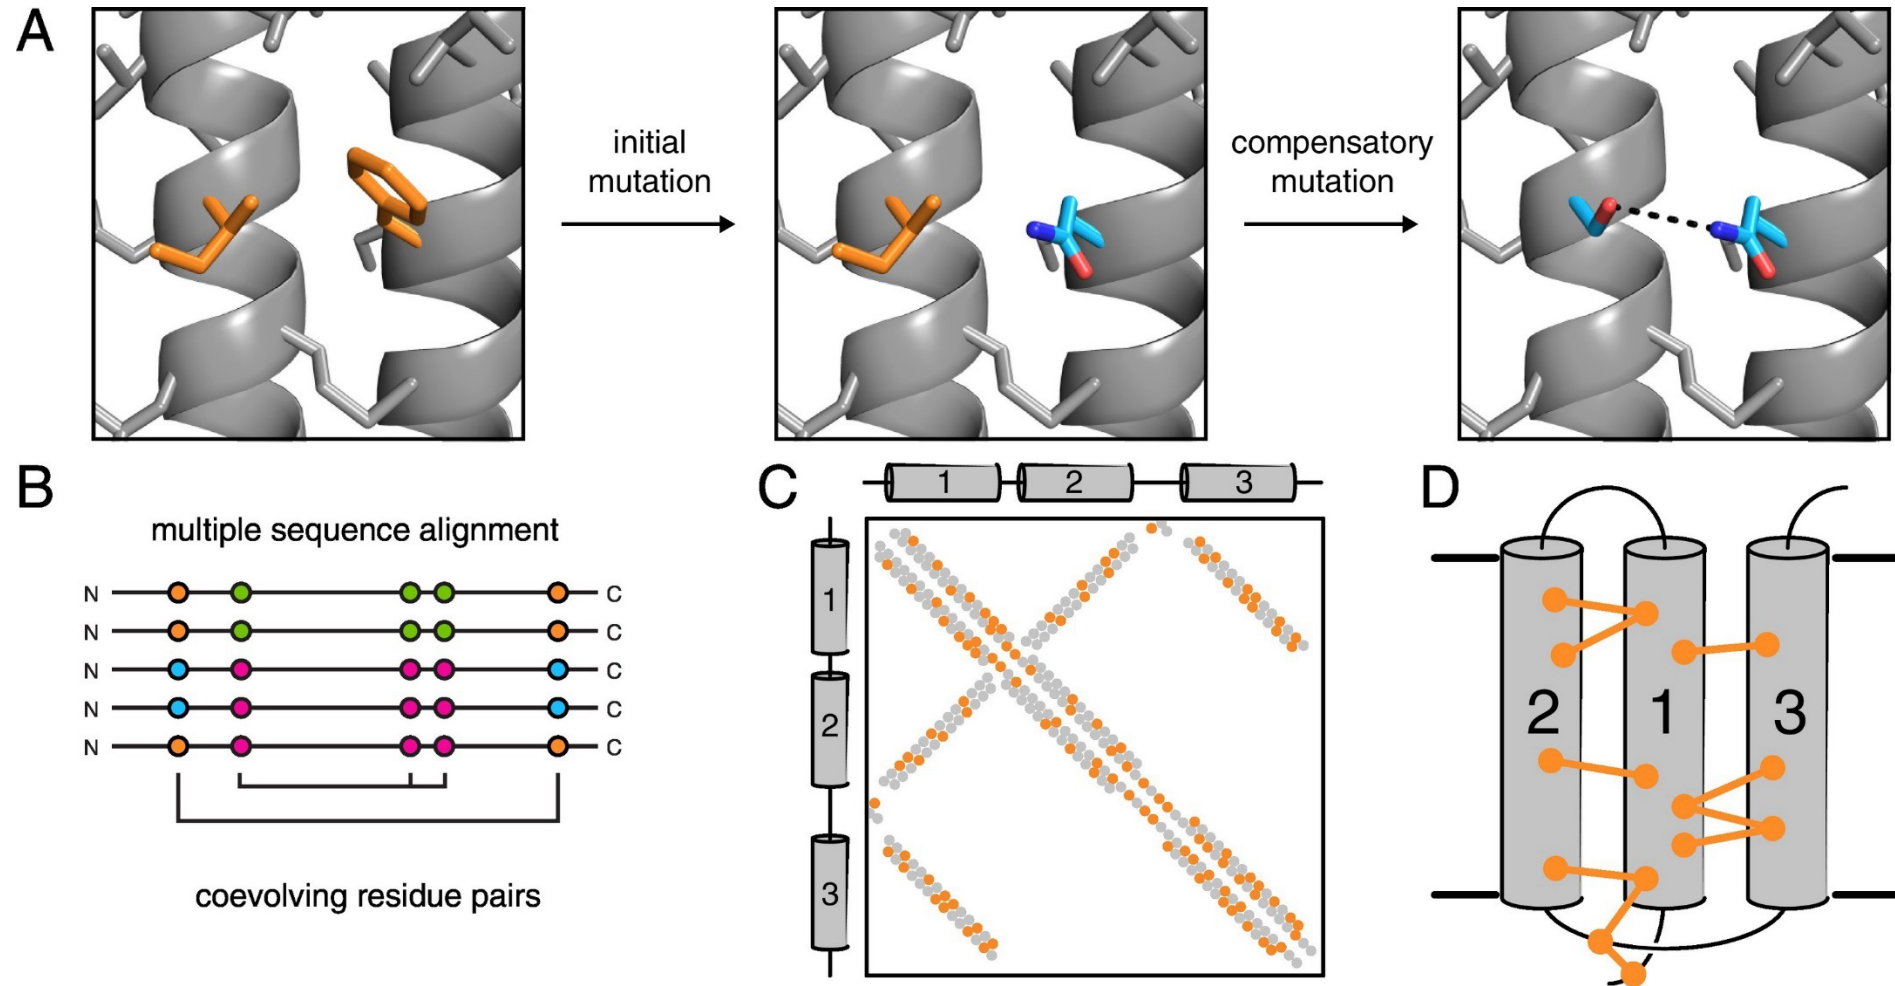 A
initial
mutation
compensatory
mutation
B
multiple sequence alignment
N C
N C
N C
N C
N C
coevolving residue pairs
C
1 2 3
1
2
3
D
2 1 3